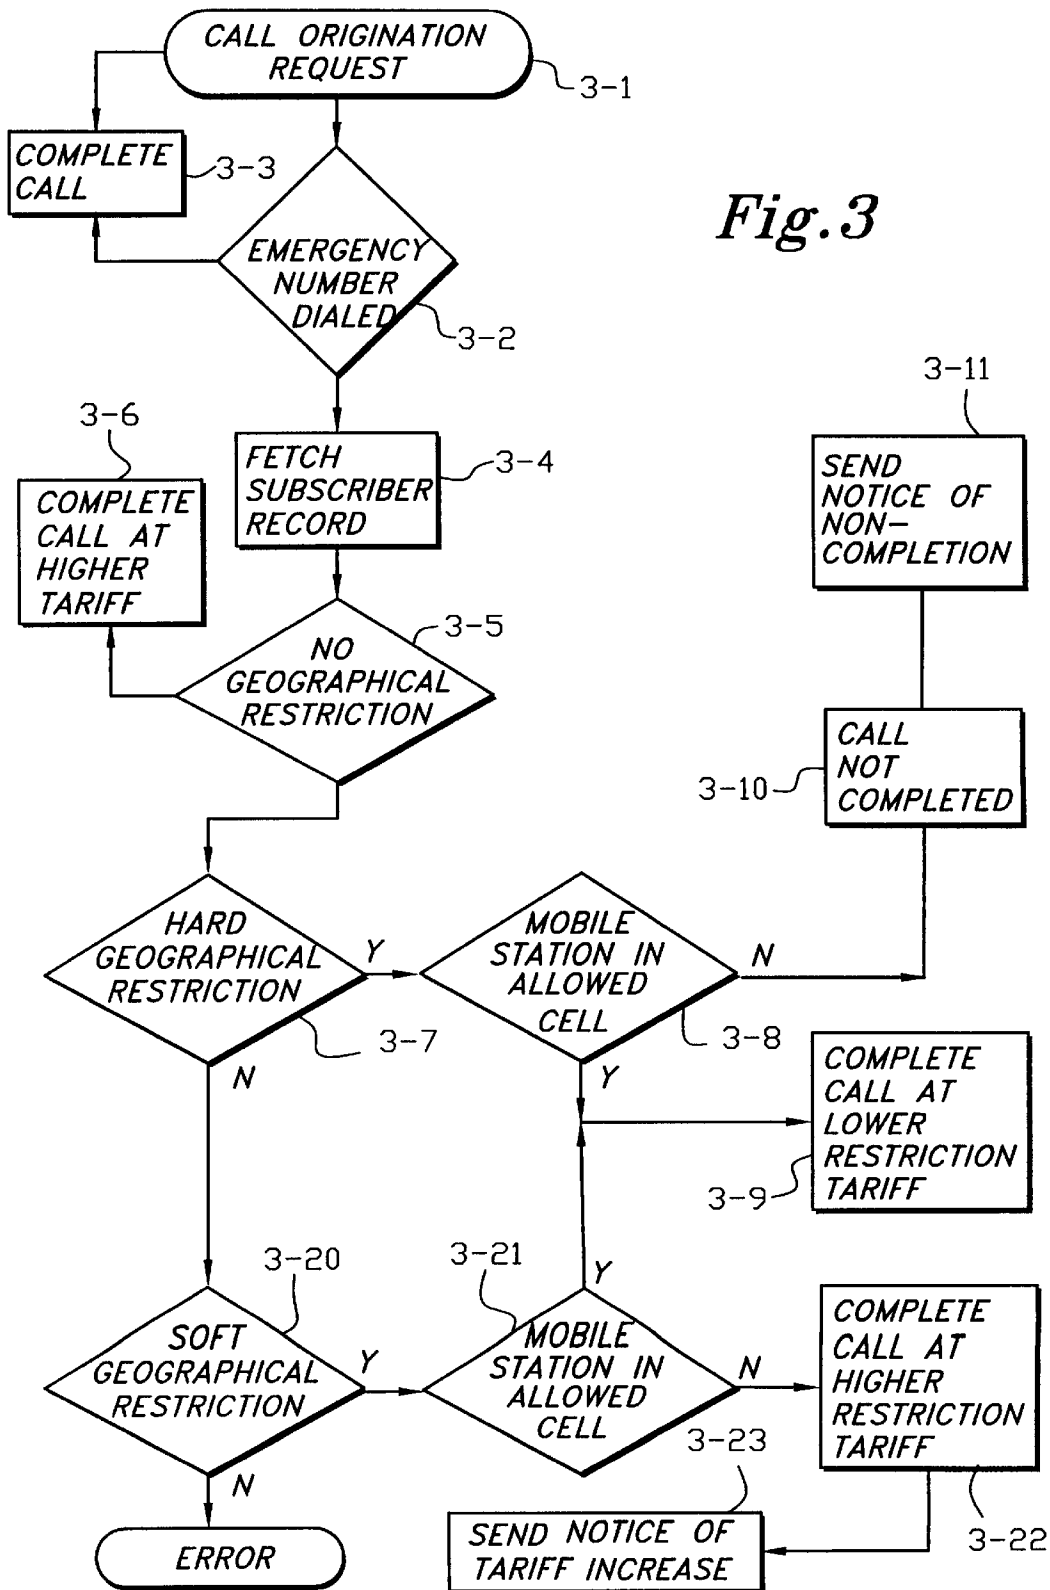 CALL ORIGINATION
REQUEST
3-1
COMPLETE
CALL
3-3
Fig.3
EMERGENCY
NUMBER
DIALED
3-2
3-11
3-6
FETCH
SUBSCRIBER
RECORD
3-4
SEND
NOTICE OF
NON-
COMPLETION
COMPLETE
CALL AT
HIGHER
TARIFF
3-5
NO
GEOGRAPHICAL
RESTRICTION
CALL
NOT
COMPLETED
3-10
HARD
GEOGRAPHICAL
RESTRICTION
Y
MOBILE
STATION IN
ALLOWED
CELL
N
3-7
3-8
N
Y
COMPLETE
CALL AT
LOWER
RESTRICTION
TARIFF
3-9
3-20
3-21
Y
SOFT
GEOGRAPHICAL
RESTRICTION
Y
MOBILE
STATION IN
ALLOWED
CELL
N
COMPLETE
CALL AT
HIGHER
RESTRICTION
TARIFF
3-23
N
3-22
ERROR
SEND NOTICE OF
TARIFF INCREASE